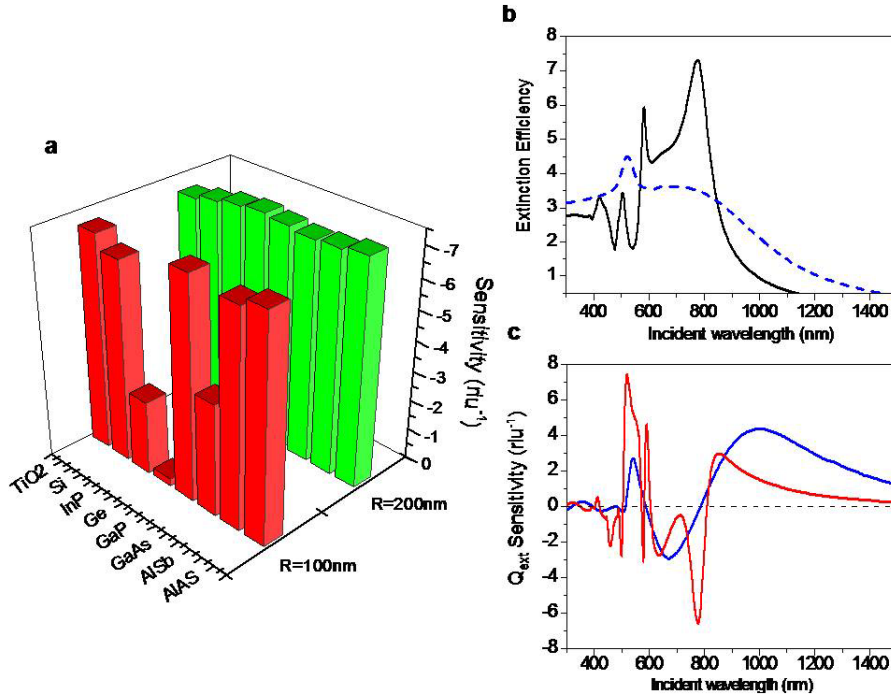 a
-7
-6
-5
-4
-3
-2
-1
0
Sensitivity (rlu⁻¹)
TiO2
Si
InP
Ge
GaP
GaAs
AlSb
AlAS
R=100nm
R=200nm
b
8
7
6
5
4
3
2
1
Extinction Efficiency
400 600 800 1000 1200 1400
Incident wavelength (nm)
c
8
6
4
2
0
-2
-4
-6
-8
Qext Sensitivity (rlu⁻¹)
400 600 800 1000 1200 1400
Incident wavelength (nm)